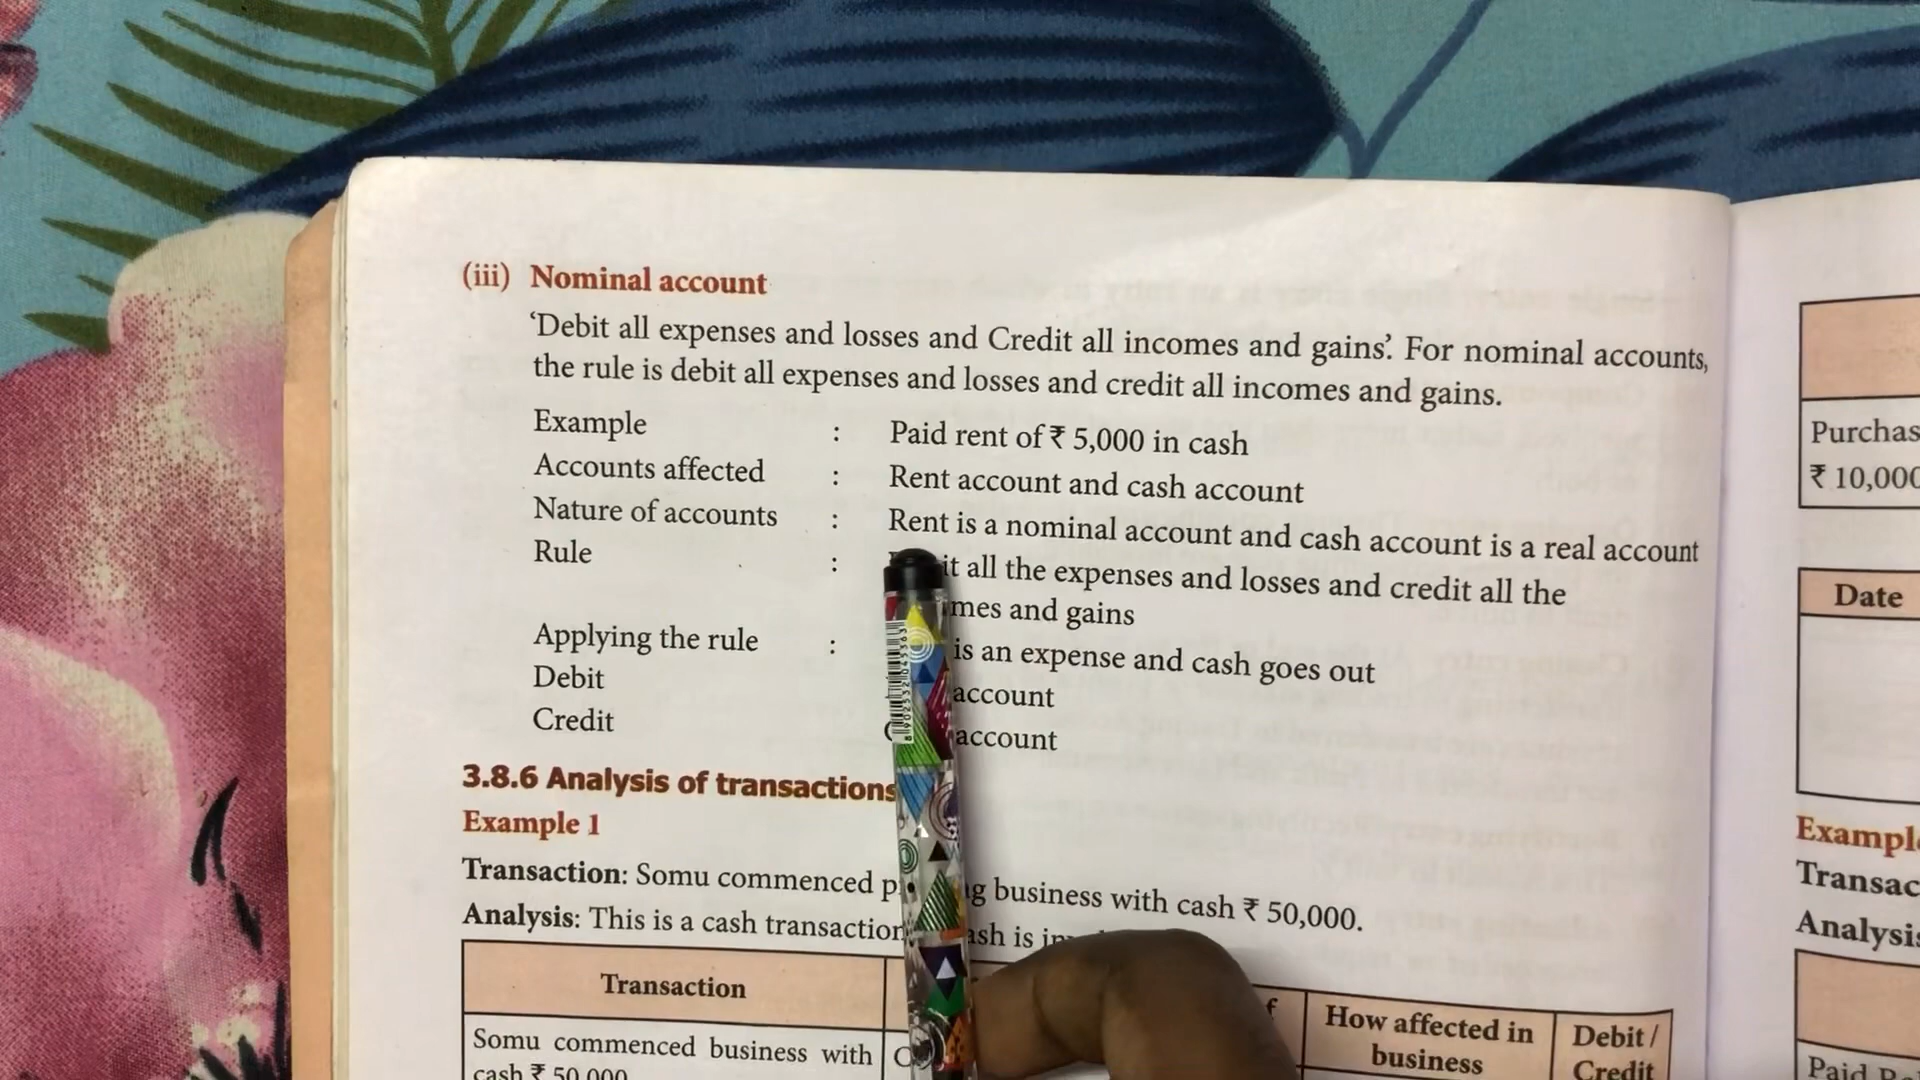 (iii) Nominal account
‘Debit all expenses and losses and Credit all incomes and gains’. For nominal accounts,
the rule is debit all expenses and losses and credit all incomes and gains.
Example : Paid rent of ₹ 5,000 in cash
Accounts affected : Rent account and cash account
Nature of accounts : Rent is a nominal account and cash account is a real account
Rule : all the expenses and losses and credit all the
and gains
Applying the rule : is an expense and cash goes out
Debit account
Credit account
3.8.6 Analysis of transactions
Example 1
Transaction: Somu commenced business with cash ₹ 50,000.
Analysis: This is a cash transaction is
Transaction
How affected in business
Debit / Credit
Somu commenced business with
cash ₹ 50,000
Purchas
₹ 10,000
Date
Example
Transac
Analysis
Paid
8902532045363